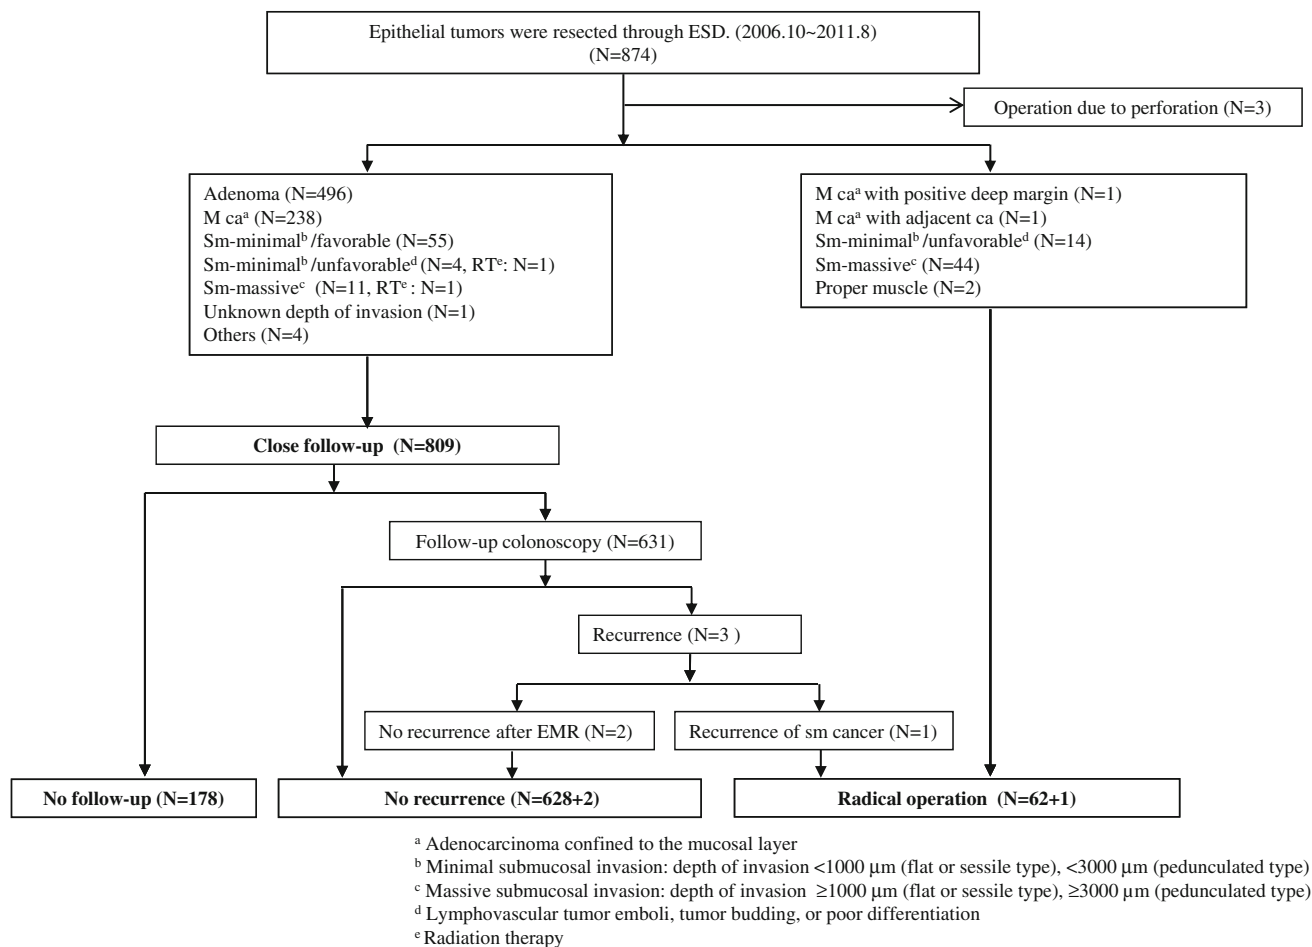 Epithelial tumors were resected through ESD. (2006.10~2011.8)
(N=874)
Operation due to perforation (N=3)
Adenoma (N=496)
M caᵃ (N=238)
Sm-minimalᵇ/favorable (N=55)
Sm-minimalᵇ/unfavorableᵈ (N=4, RTᵉ: N=1)
Sm-massiveᶜ (N=11, RTᵉ : N=1)
Unknown depth of invasion (N=1)
Others (N=4)
M caᵃ with positive deep margin (N=1)
M caᵃ with adjacent ca (N=1)
Sm-minimalᵇ/unfavorableᵈ (N=14)
Sm-massiveᶜ (N=44)
Proper muscle (N=2)
Close follow-up (N=809)
Follow-up colonoscopy (N=631)
Recurrence (N=3 )
No recurrence after EMR (N=2)
Recurrence of sm cancer (N=1)
No follow-up (N=178)
No recurrence (N=628+2)
Radical operation (N=62+1)
ᵃ Adenocarcinoma confined to the mucosal layer
ᵇ Minimal submucosal invasion: depth of invasion <1000 µm (flat or sessile type), <3000 µm (pedunculated type)
ᶜ Massive submucosal invasion: depth of invasion ≥1000 µm (flat or sessile type), ≥3000 µm (pedunculated type)
ᵈ Lymphovascular tumor emboli, tumor budding, or poor differentiation
ᵉ Radiation therapy